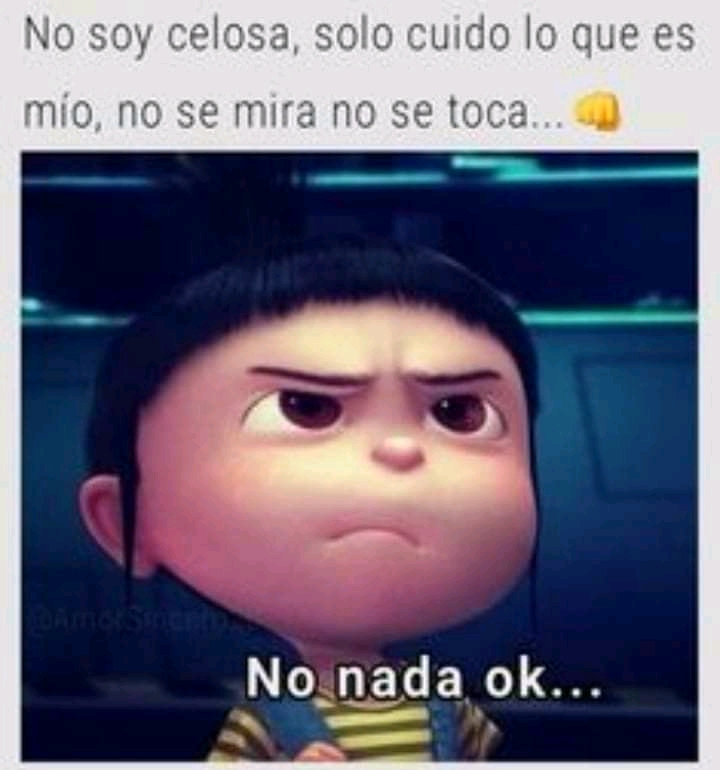 No soy celosa, solo cuido lo que es
mío, no se mira no se toca... 👊
No nada ok...